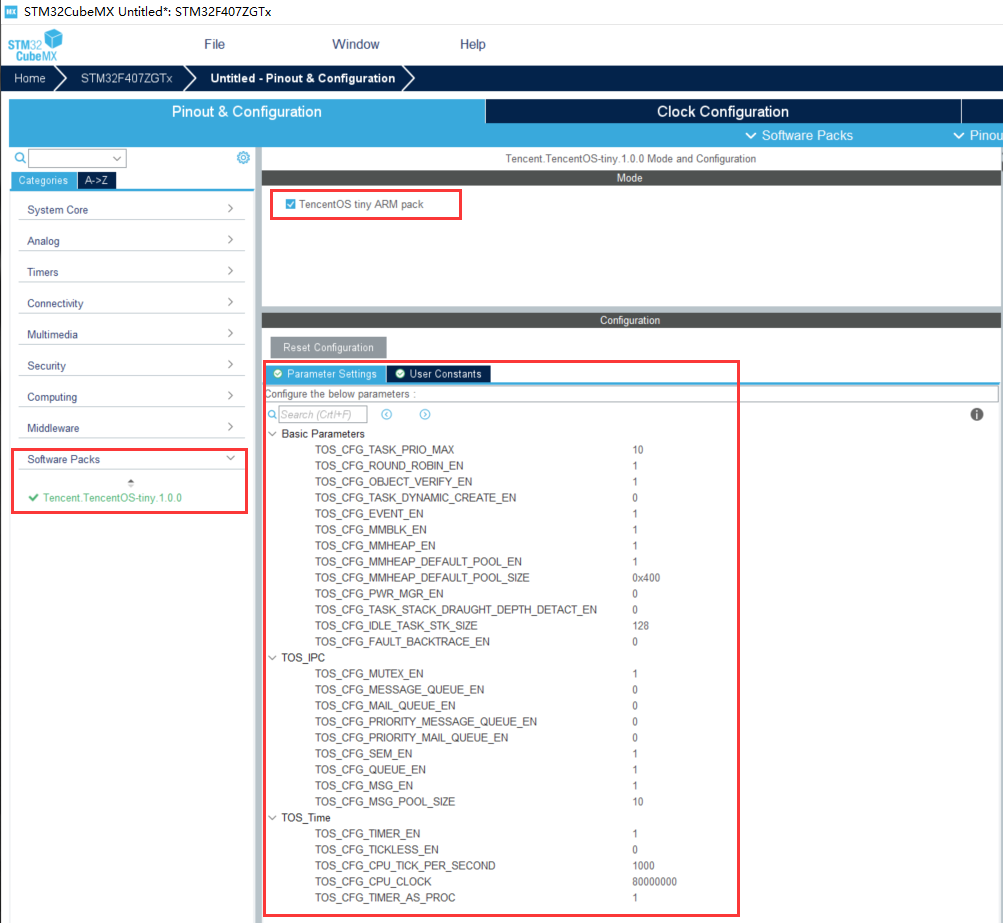 MX STM32CubeMX Untitled*: STM32F407ZGTx
STM32 CubeMX
File Window Help
Home STM32F407ZGTx Untitled - Pinout & Configuration
Pinout & Configuration Clock Configuration
Software Packs Pinou
Tencent.TencentOS-tiny.1.0.0 Mode and Configuration
Categories A->Z
Mode
System Core
TencentOS tiny ARM pack
Analog
Timers
Connectivity
Configuration
Multimedia
Reset Configuration
Security
Parameter Settings User Constants
Configure the below parameters :
Computing
Search (Crtl+F)
Middleware
Software Packs
Tencent.TencentOS-tiny.1.0.0
Basic Parameters
TOS_CFG_TASK_PRIO_MAX 10
TOS_CFG_ROUND_ROBIN_EN 1
TOS_CFG_OBJECT_VERIFY_EN 1
TOS_CFG_TASK_DYNAMIC_CREATE_EN 0
TOS_CFG_EVENT_EN 1
TOS_CFG_MMBLK_EN 1
TOS_CFG_MMHEAP_EN 1
TOS_CFG_MMHEAP_DEFAULT_POOL_EN 1
TOS_CFG_MMHEAP_DEFAULT_POOL_SIZE 0x400
TOS_CFG_PWR_MGR_EN 0
TOS_CFG_TASK_STACK_DRAUGHT_DEPTH_DETACT_EN 0
TOS_CFG_IDLE_TASK_STK_SIZE 128
TOS_CFG_FAULT_BACKTRACE_EN 0
TOS_IPC
TOS_CFG_MUTEX_EN 1
TOS_CFG_MESSAGE_QUEUE_EN 0
TOS_CFG_MAIL_QUEUE_EN 0
TOS_CFG_PRIORITY_MESSAGE_QUEUE_EN 0
TOS_CFG_PRIORITY_MAIL_QUEUE_EN 0
TOS_CFG_SEM_EN 1
TOS_CFG_QUEUE_EN 1
TOS_CFG_MSG_EN 1
TOS_CFG_MSG_POOL_SIZE 10
TOS_Time
TOS_CFG_TIMER_EN 1
TOS_CFG_TICKLESS_EN 0
TOS_CFG_CPU_TICK_PER_SECOND 1000
TOS_CFG_CPU_CLOCK 80000000
TOS_CFG_TIMER_AS_PROC 1